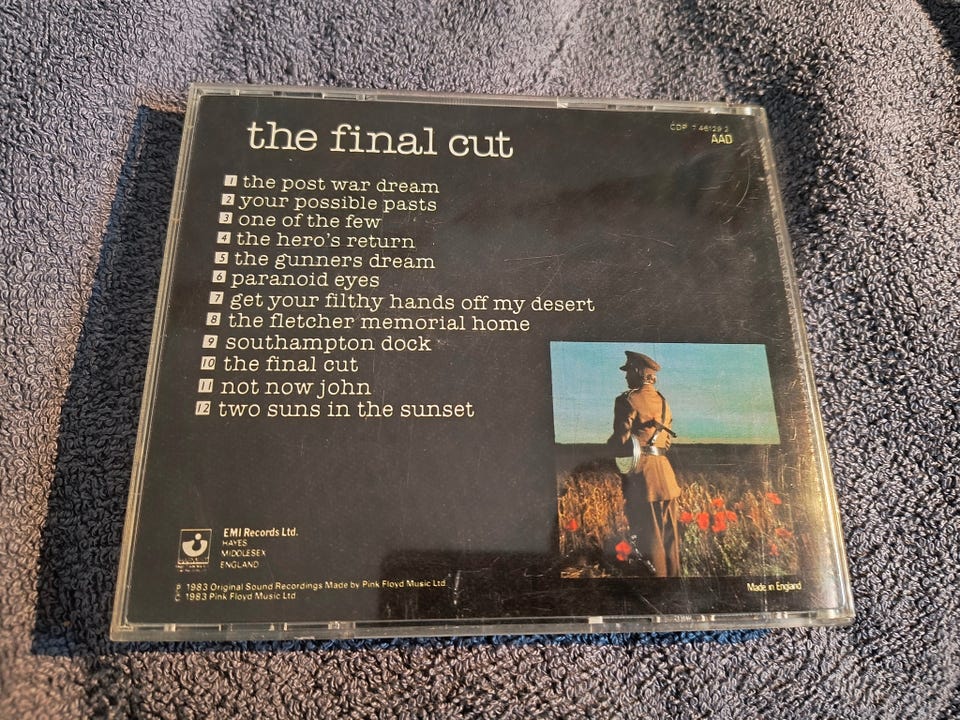 the final cut
CDP 7 46129 2
AAD
1 the post war dream
2 your possible pasts
3 one of the few
4 the hero's return
5 the gunners dream
6 paranoid eyes
7 get your filthy hands off my desert
8 the fletcher memorial home
9 southampton dock
10 the final cut
11 not now john
12 two suns in the sunset
EMI Records Ltd.
HAYES
MIDDLESEX
ENGLAND
℗ 1983 Original Sound Recordings Made by Pink Floyd Music Ltd
© 1983 Pink Floyd Music Ltd
Made in England